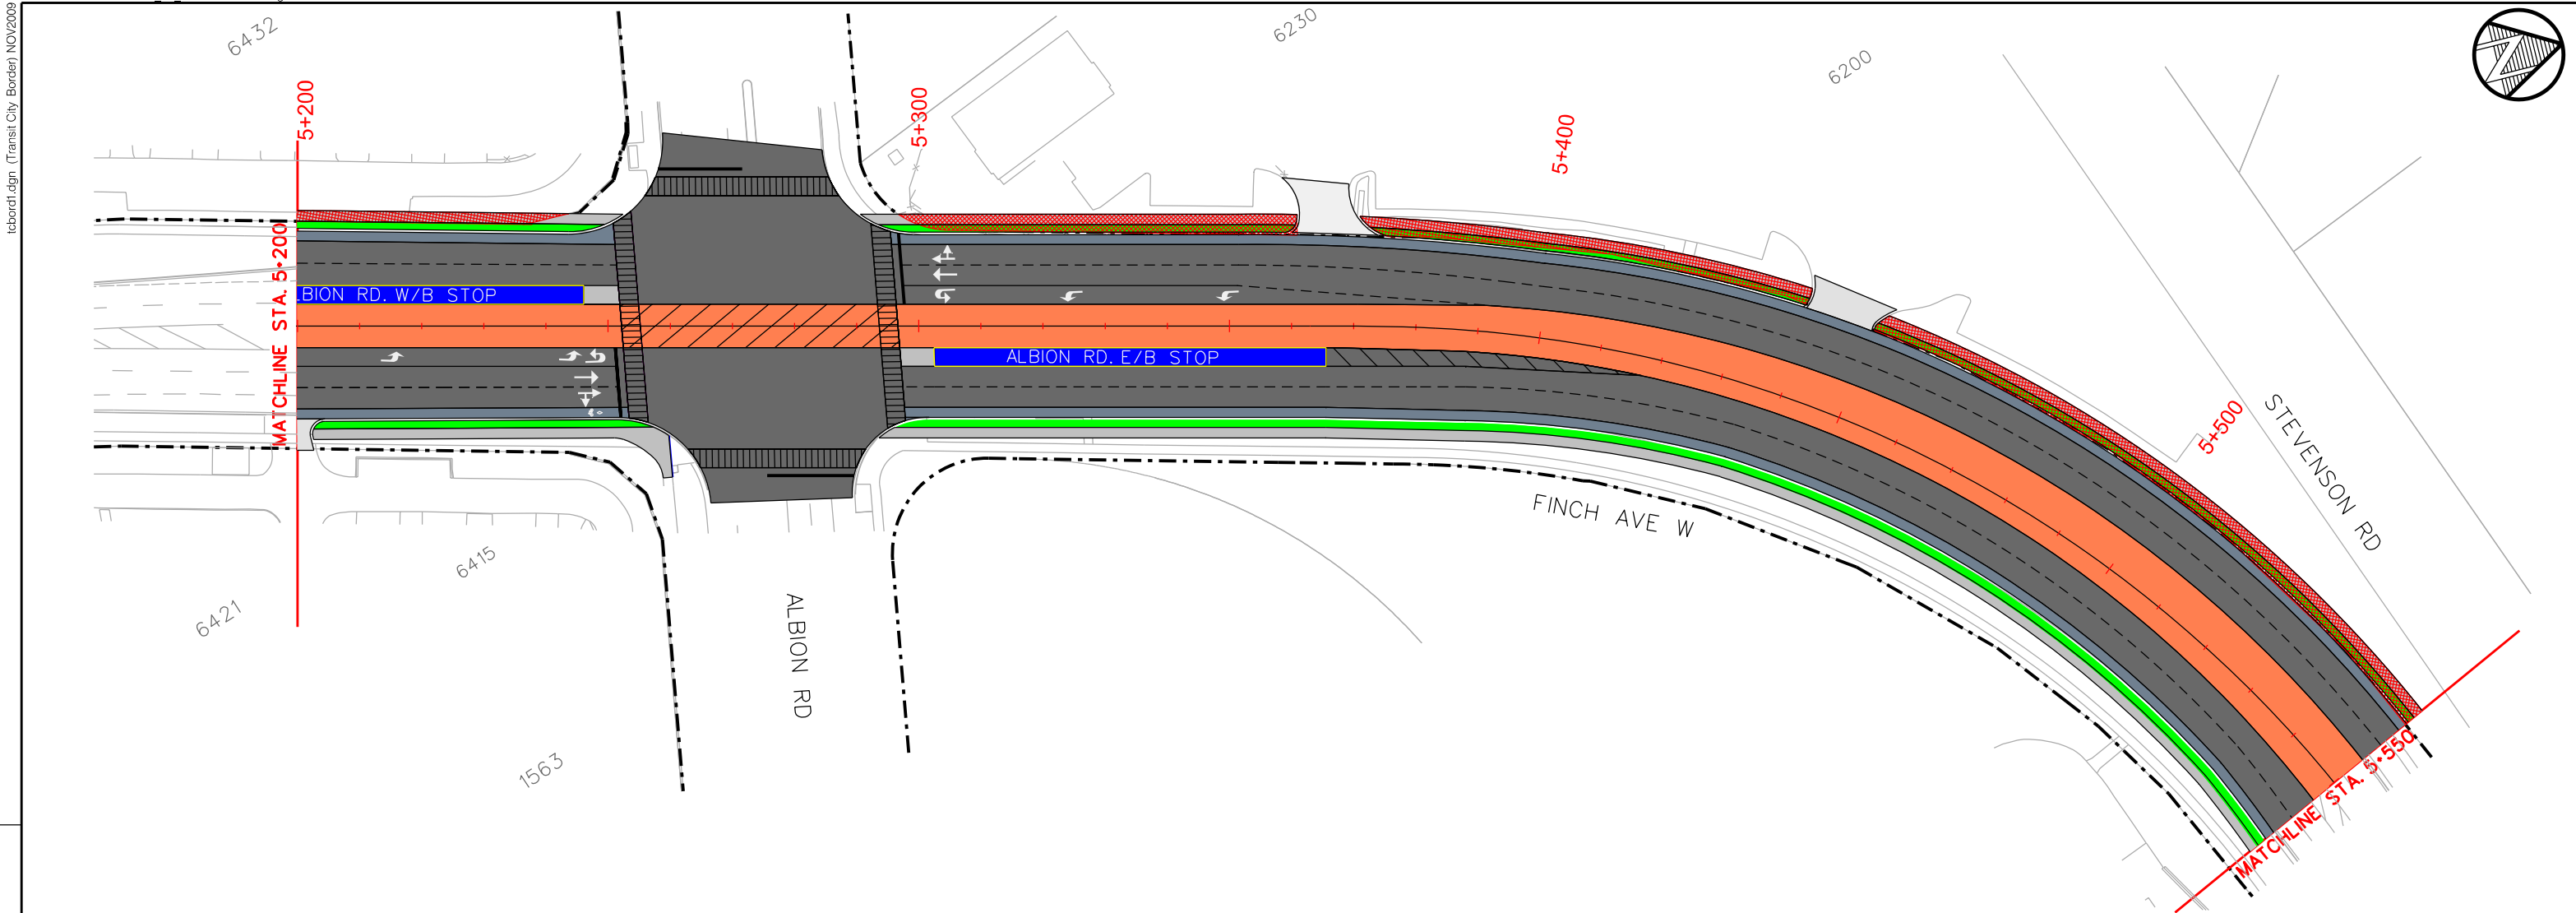 tcbord1.dgn (Transit City Border) NOV2009
6432
6230
6200
5+200
5+300
5+400
5+500
MATCHLINE STA. 5+200
LBION RD. W/B STOP
ALBION RD. E/B STOP
STEVENSON RD
FINCH AVE W
ALBION RD
6415
6421
1563
MATCHLINE STA. 5+550
N